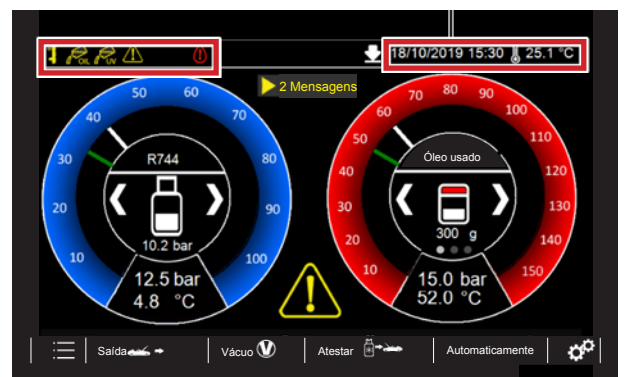 OIL UV 18/10/2019 15:30 25.1 °C
2 Mensagens
10 20 30 40 50 60 70 80 90 100
R744
10.2 bar
12.5 bar
4.8 °C
10 20 30 40 50 60 70 80 90 100 110 120 130 140 150
Óleo usado
300 g
15.0 bar
52.0 °C
Saída Vácuo V Atestar Automaticamente